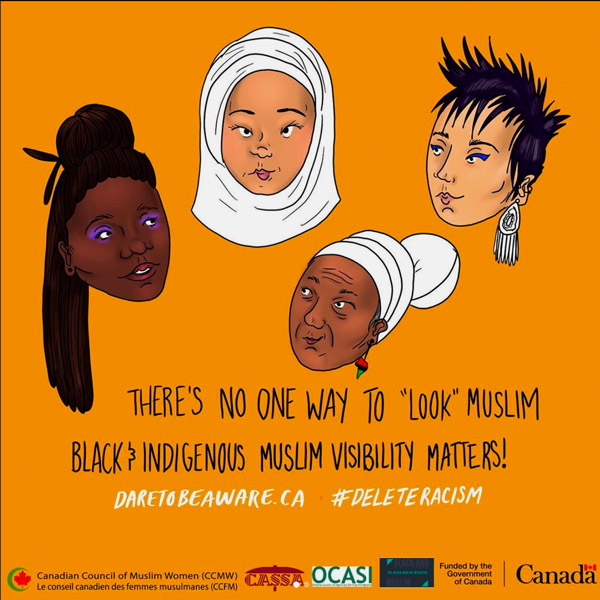 THERE'S NO ONE WAY TO "LOOK" MUSLIM
BLACK & INDIGENOUS MUSLIM VISIBILITY MATTERS!
DARETOBEAWARE.CA · #DELETERACISM
Canadian Council of Muslim Women (CCMW)
Le conseil canadien des femmes musulmanes (CCFM)
CASSA
OCASI
Funded by the
Government
of Canada
Canada